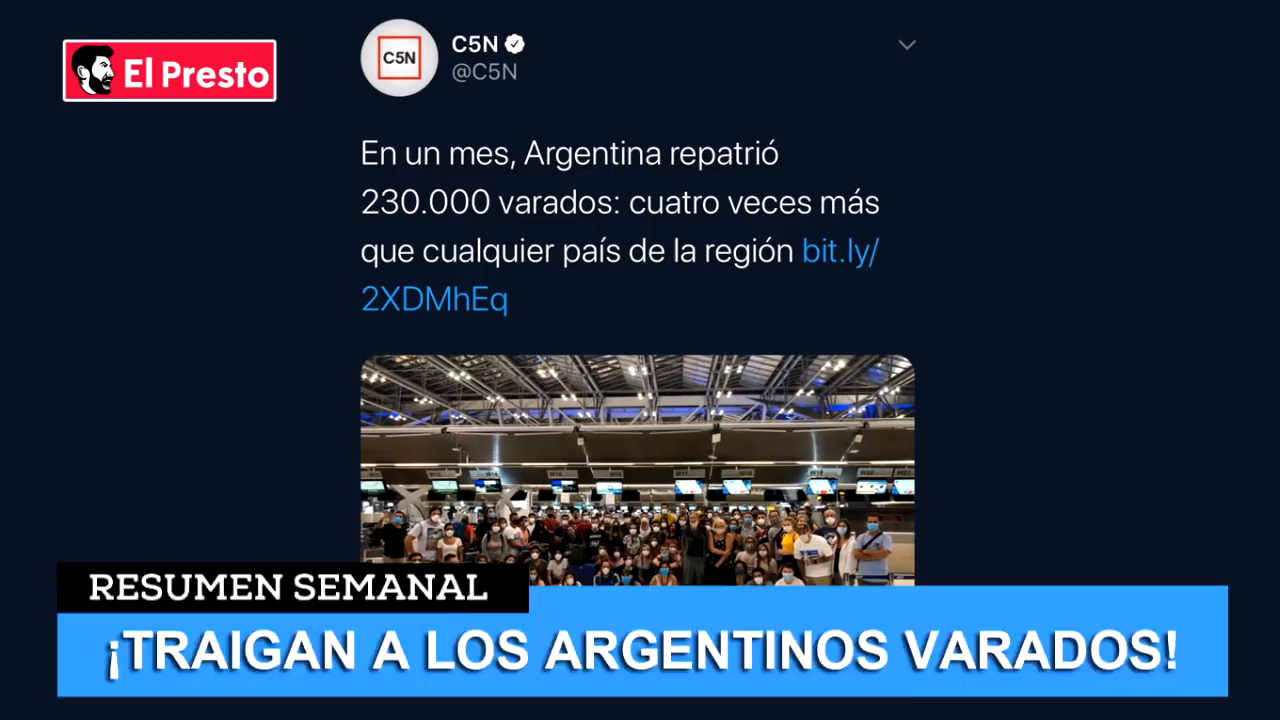 El Presto
C5N
C5N
@C5N
En un mes, Argentina repatrió
230.000 varados: cuatro veces más
que cualquier país de la región bit.ly/
2XDMhEq
RESUMEN SEMANAL
¡TRAIGAN A LOS ARGENTINOS VARADOS!